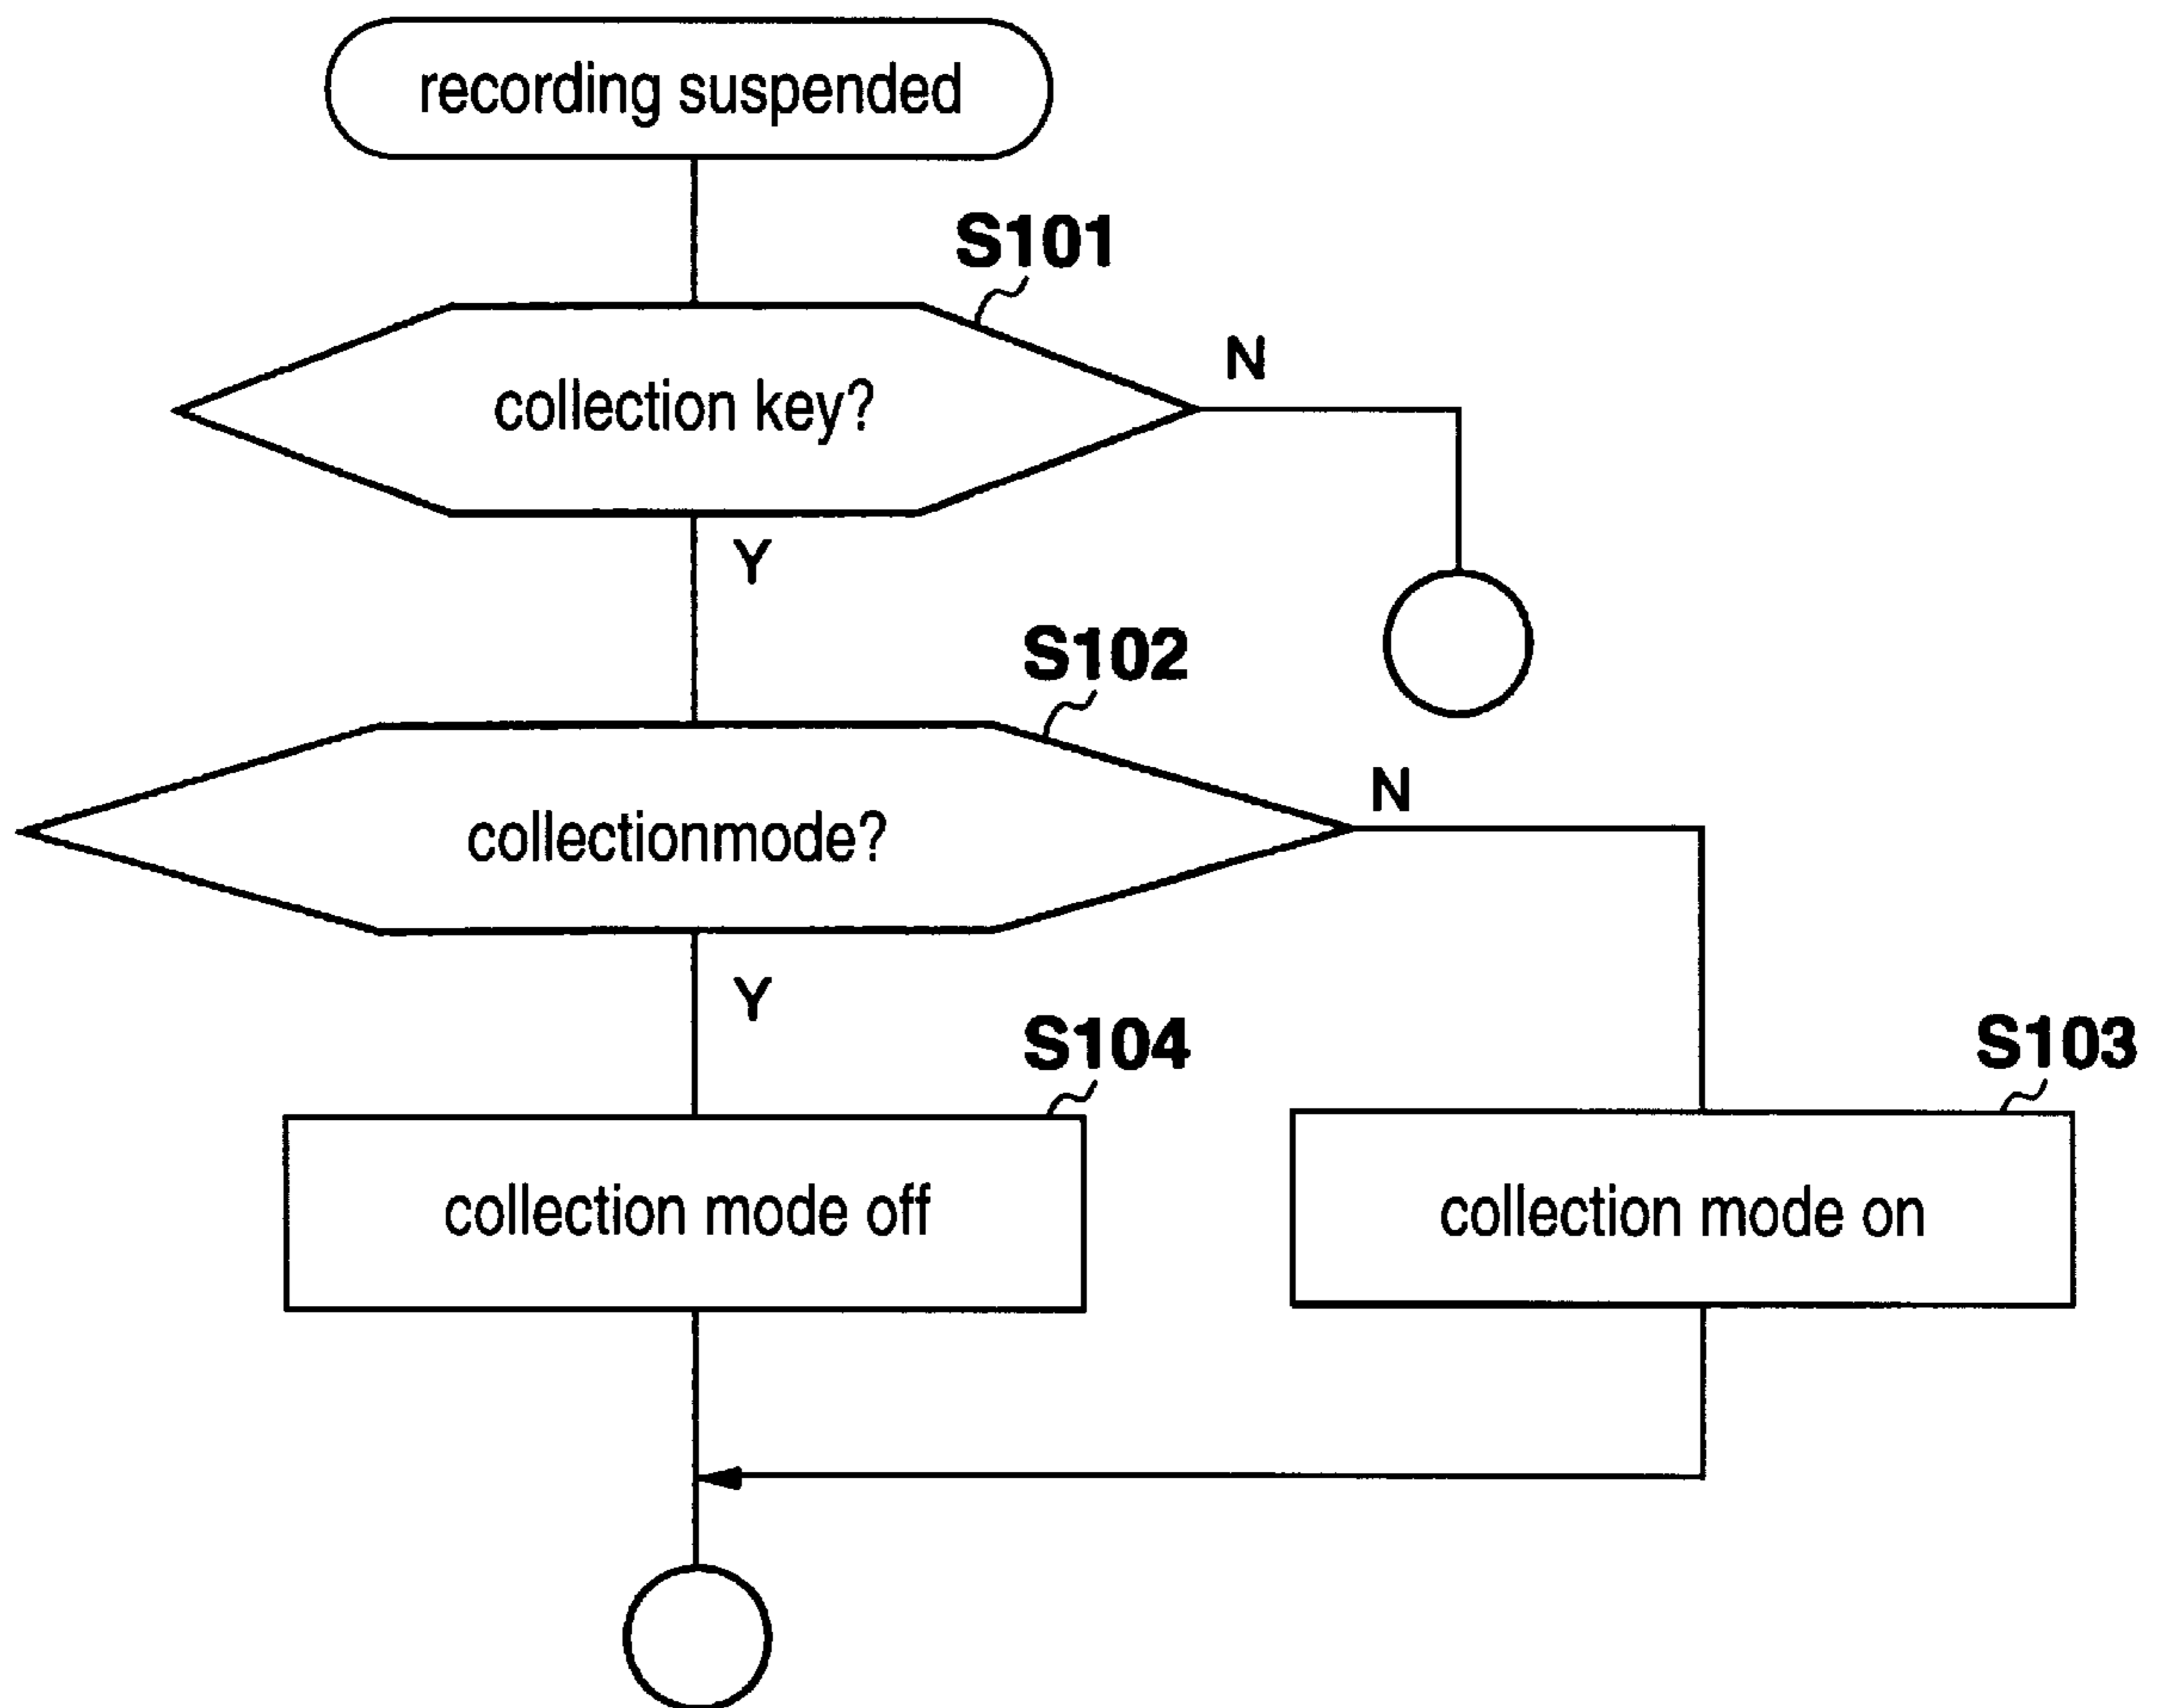 recording suspended
S101
collection key?
N
Y
S102
collectionmode?
N
Y
S104
S103
collection mode off
collection mode on